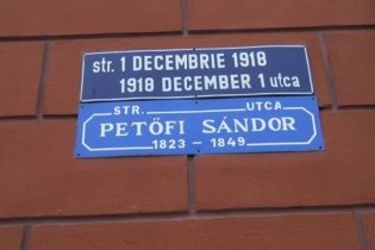 str. 1 DECEMBRIE 1918
1918 DECEMBER 1 utca
STR. UTCA
PETŐFI SÁNDOR
1823 - 1849